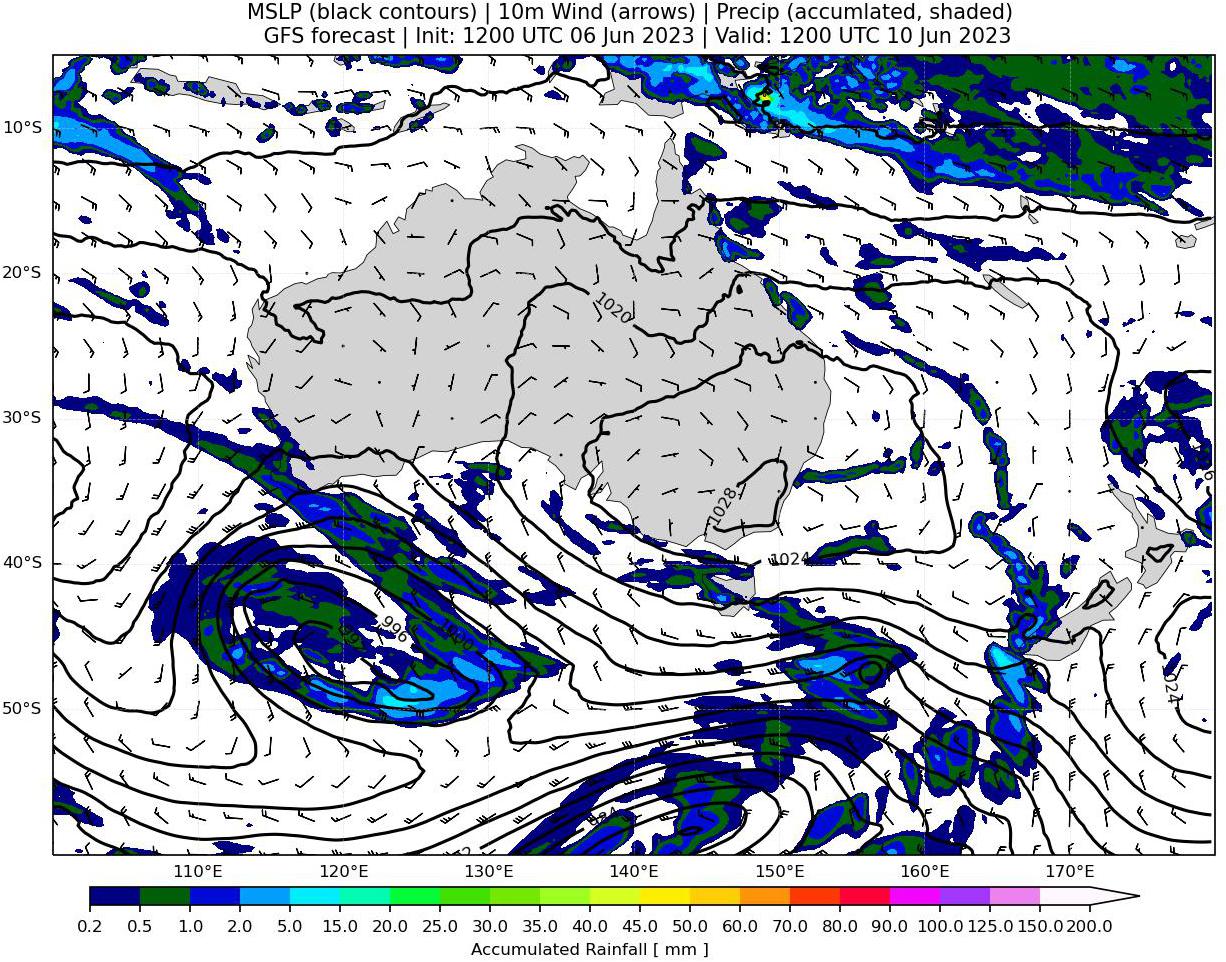 MSLP (black contours) | 10m Wind (arrows) | Precip (accumlated, shaded)
GFS forecast | Init: 1200 UTC 06 Jun 2023 | Valid: 1200 UTC 10 Jun 2023
10°S
20°S
1020
30°S
1028
40°S
1024
996
992
1000
1024
50°S
984
110°E 120°E 130°E 140°E 150°E 160°E 170°E
0.2 0.5 1.0 2.0 5.0 10.0 15.0 20.0 25.0 30.0 35.0 40.0 45.0 50.0 60.0 70.0 80.0 90.0 100.0 125.0 150.0 200.0
Accumulated Rainfall [ mm ]